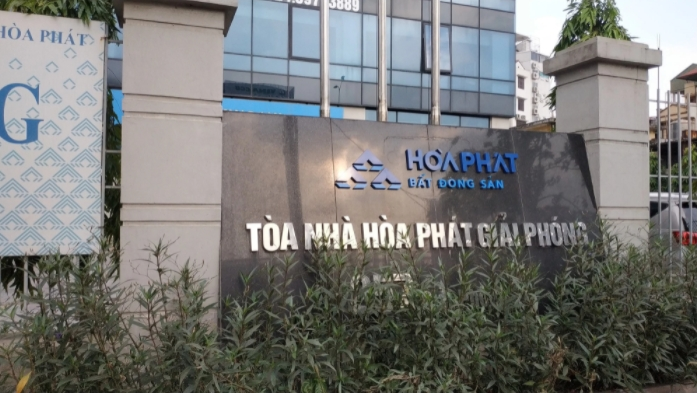 3889
HÒA PHÁT
G
HÒA PHÁT
BẤT ĐỘNG SẢN
TÒA NHÀ HÒA PHÁT GIẢI PHÓNG